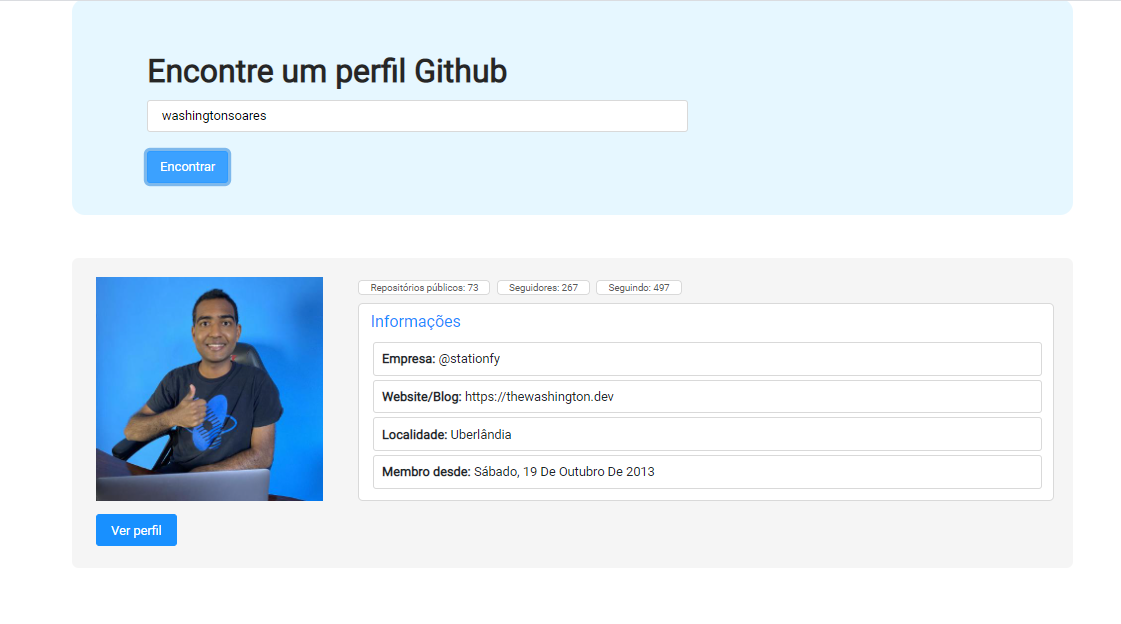 Encontre um perfil Github
washingtonsoares
Encontrar
Repositórios públicos: 73 Seguidores: 267 Seguindo: 497
Informações
Empresa: @stationfy
Website/Blog: https://thewashington.dev
Localidade: Uberlândia
Membro desde: Sábado, 19 De Outubro De 2013
Ver perfil